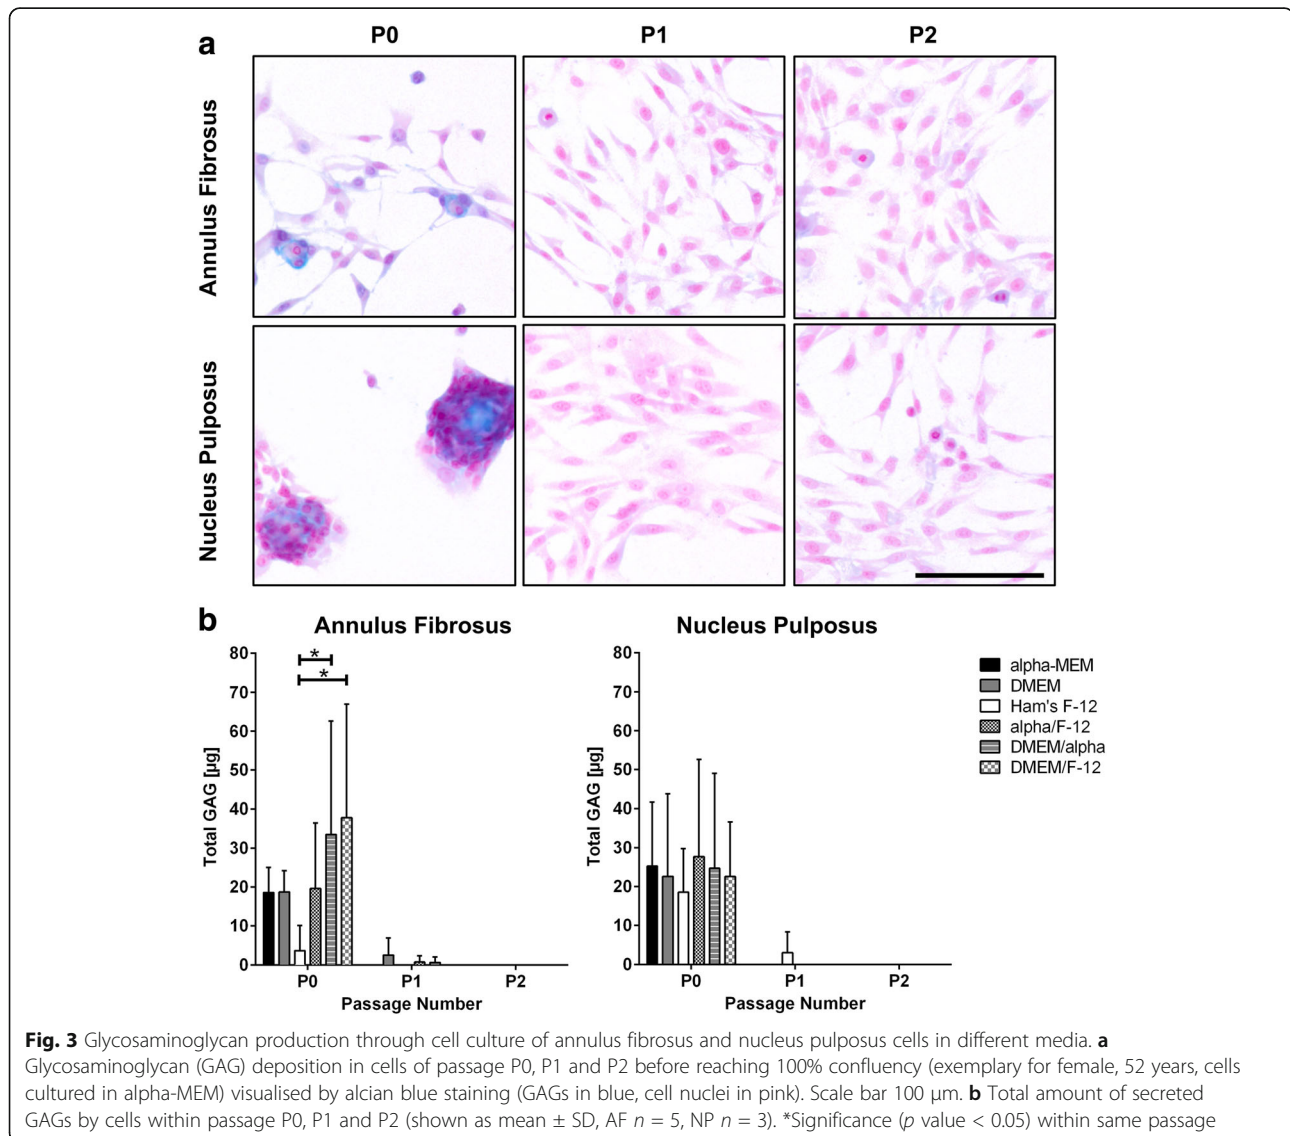 a
P0 P1 P2
Annulus Fibrosus
Nucleus Pulposus
b
Annulus Fibrosus
80
70
60
50
40
30
20
10
0
Total GAG [µg]
*
*
P0 P1 P2
Passage Number
Nucleus Pulposus
80
70
60
50
40
30
20
10
0
Total GAG [µg]
P0 P1 P2
Passage Number
alpha-MEM
DMEM
Ham's F-12
alpha/F-12
DMEM/alpha
DMEM/F-12
Fig. 3 Glycosaminoglycan production through cell culture of annulus fibrosus and nucleus pulposus cells in different media. a
Glycosaminoglycan (GAG) deposition in cells of passage P0, P1 and P2 before reaching 100% confluency (exemplary for female, 52 years, cells
cultured in alpha-MEM) visualised by alcian blue staining (GAGs in blue, cell nuclei in pink). Scale bar 100 μm. b Total amount of secreted
GAGs by cells within passage P0, P1 and P2 (shown as mean ± SD, AF n = 5, NP n = 3). *Significance (p value < 0.05) within same passage